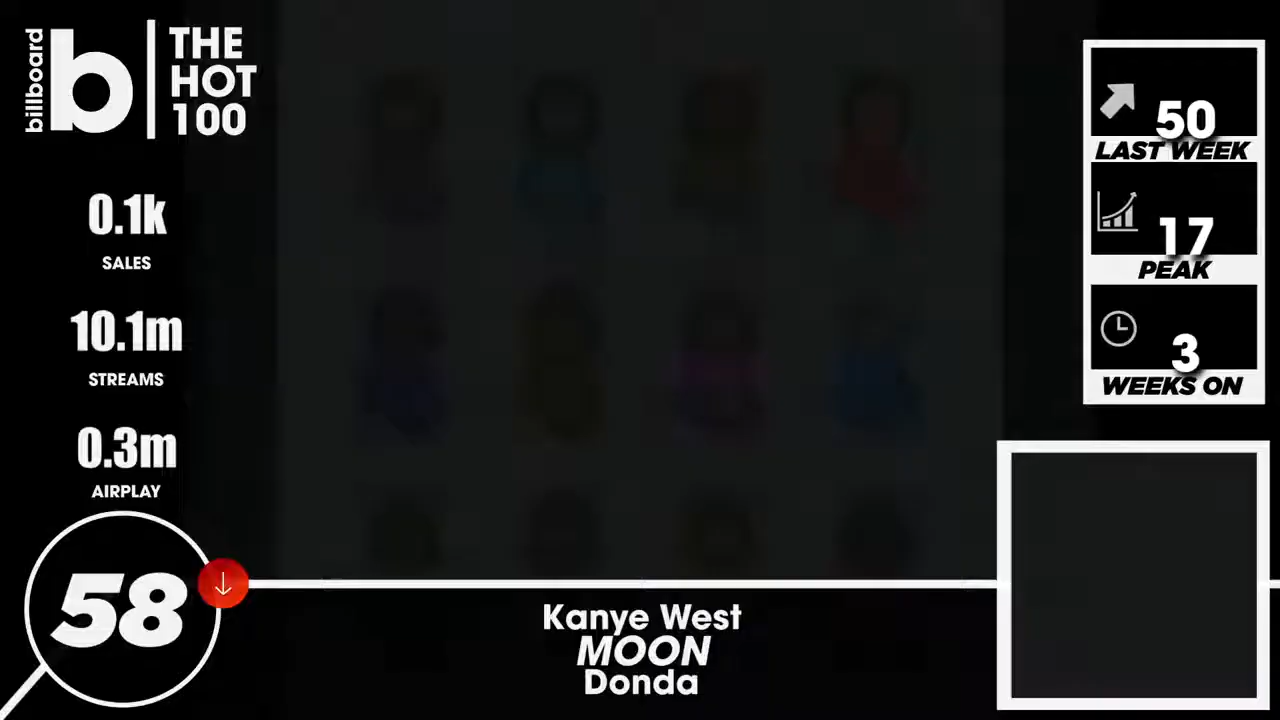 billboard
b
THE
HOT
100
0.1k
SALES
10.1m
STREAMS
0.3m
AIRPLAY
58
50
LAST WEEK
17
PEAK
3
WEEKS ON
Kanye West
MOON
Donda